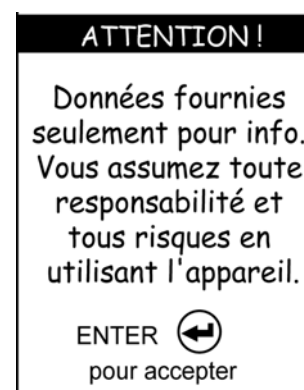 ATTENTION !
Données fournies
seulement pour info.
Vous assumez toute
responsabilité et
tous risques en
utilisant l'appareil.
ENTER
pour accepter